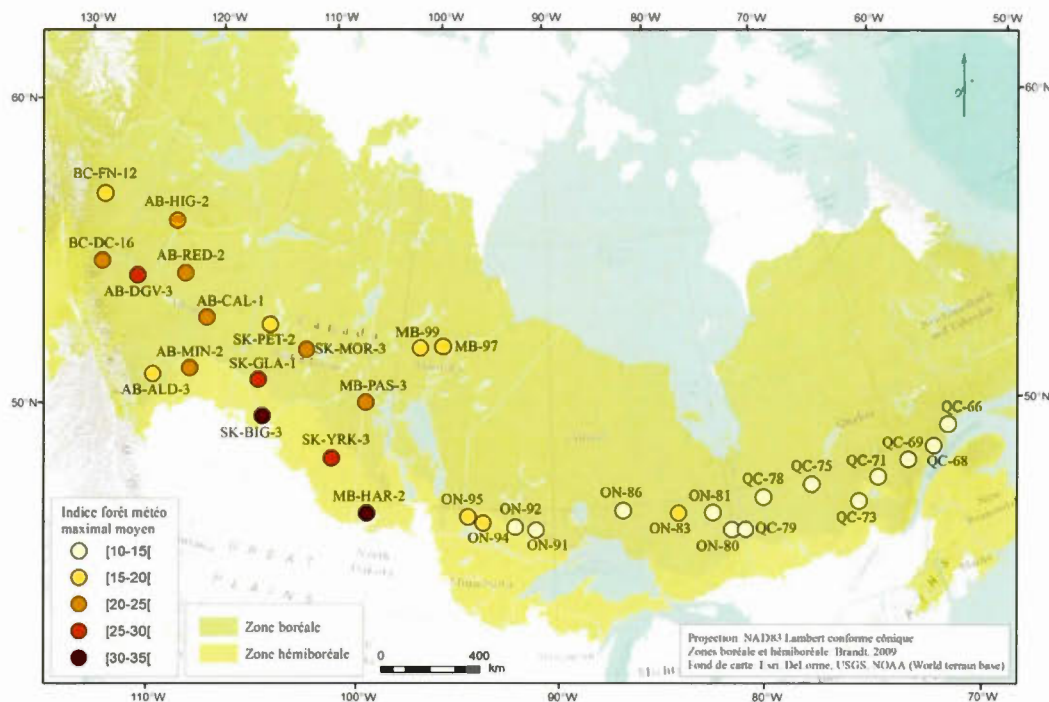 130°W 120°W 110°W 100°W 90°W 80°W 70°W 60°W 50°W
60°N 60°N
BC-FN-12
AB-HIG-2
BC-DC-16
AB-RED-2
AB-DGV-3
AB-CAL-1
SK-PET-2
MB-99
MB-97
SK-MOR-3
AB-MIN-2
SK-GLA-1
AB-ALD-3
MB-PAS-3
50°N 50°N
SK-BIG-3
SK-YRK-3
QC-66
QC-69
QC-68
QC-71
QC-75
QC-78
QC-73
MB-HAR-2
ON-95
ON-92
ON-86
ON-81
ON-94
ON-91
ON-83
ON-80
QC-79
Indice forêt météo
maximal moyen
[10-15[
[15-20[
[20-25[
[25-30[
[30-35[
Zone boréale
Zone hémiboréale
0 400
km
Projection NAD83 Lambert conforme cônique
Zones boréale et hémiboréale Brandt, 2009
Fond de carte Esri, DeLorme, USGS, NOAA (World terrain base)
110°W 100°W 90°W 80°W 70°W